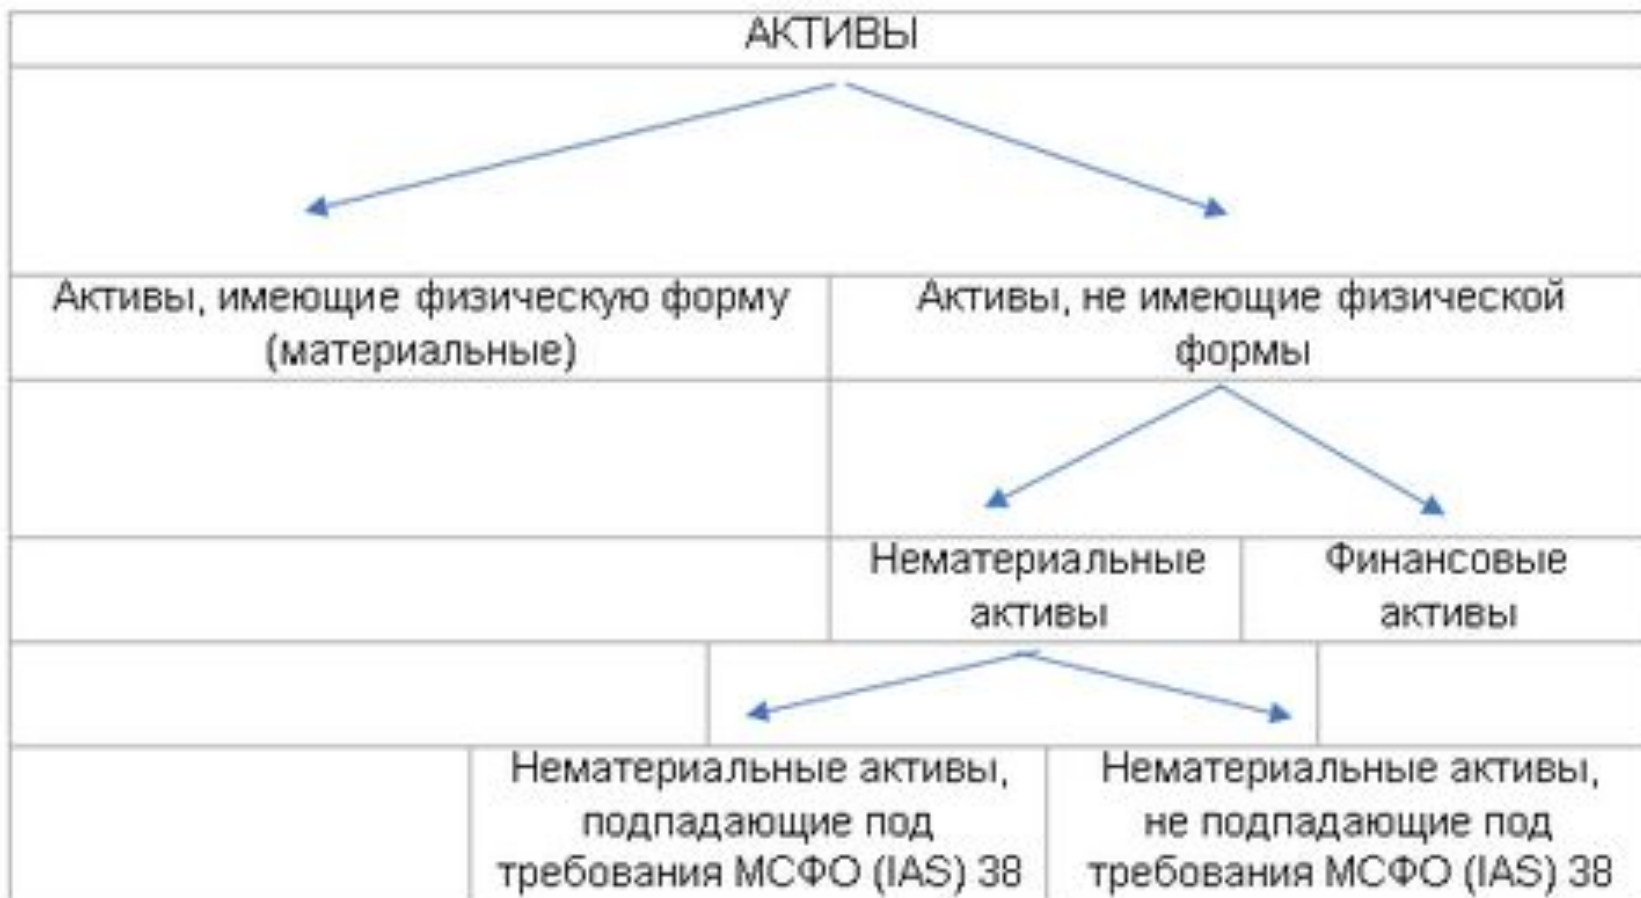 АКТИВЫ
Активы, имеющие физическую форму
(материальные)
Активы, не имеющие физической
формы
Нематериальные
активы
Финансовые
активы
Нематериальные активы,
подпадающие под
требования МСФО (IAS) 38
Нематериальные активы,
не подпадающие под
требования МСФО (IAS) 38